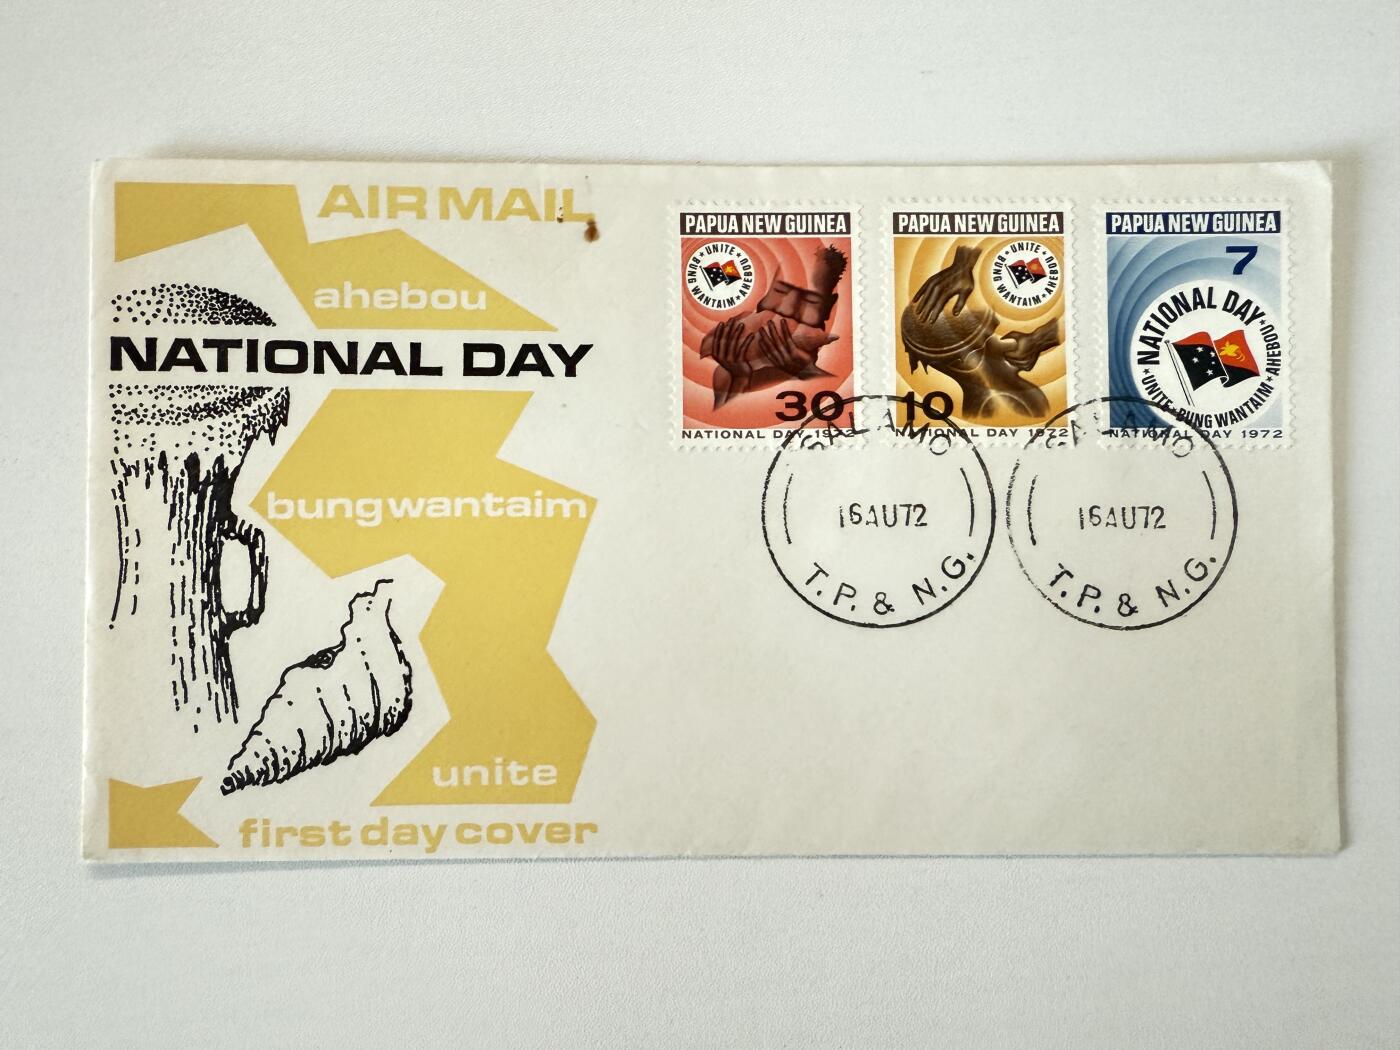 AIR MAIL
ahebou
NATIONAL DAY
bung wantaim
unite
first day cover
PAPUA NEW GUINEA
UNITE ★ AHEBOU ★ BUNG WANTAIM ★
30
NATIONAL DAY 1972
PAPUA NEW GUINEA
UNITE ★ AHEBOU ★ BUNG WANTAIM ★
10
NATIONAL DAY 1972
PAPUA NEW GUINEA
7
NATIONAL DAY ★ AHEBOU ★ BUNG WANTAIM ★ UNITE ★
NATIONAL DAY 1972
SALAMO
16AU72
T.P. & N.G.
SALAMO
16AU72
T.P. & N.G.